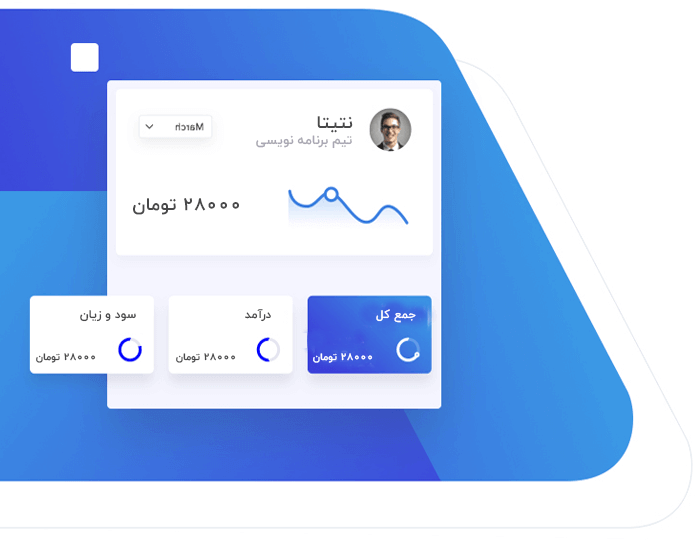 نتیتا
تیم برنامه نویسی
March
۲۸۰۰۰ تومان
جمع کل
۲۸۰۰۰ تومان
درآمد
۲۸۰۰۰ تومان
سود و زیان
۲۸۰۰۰ تومان